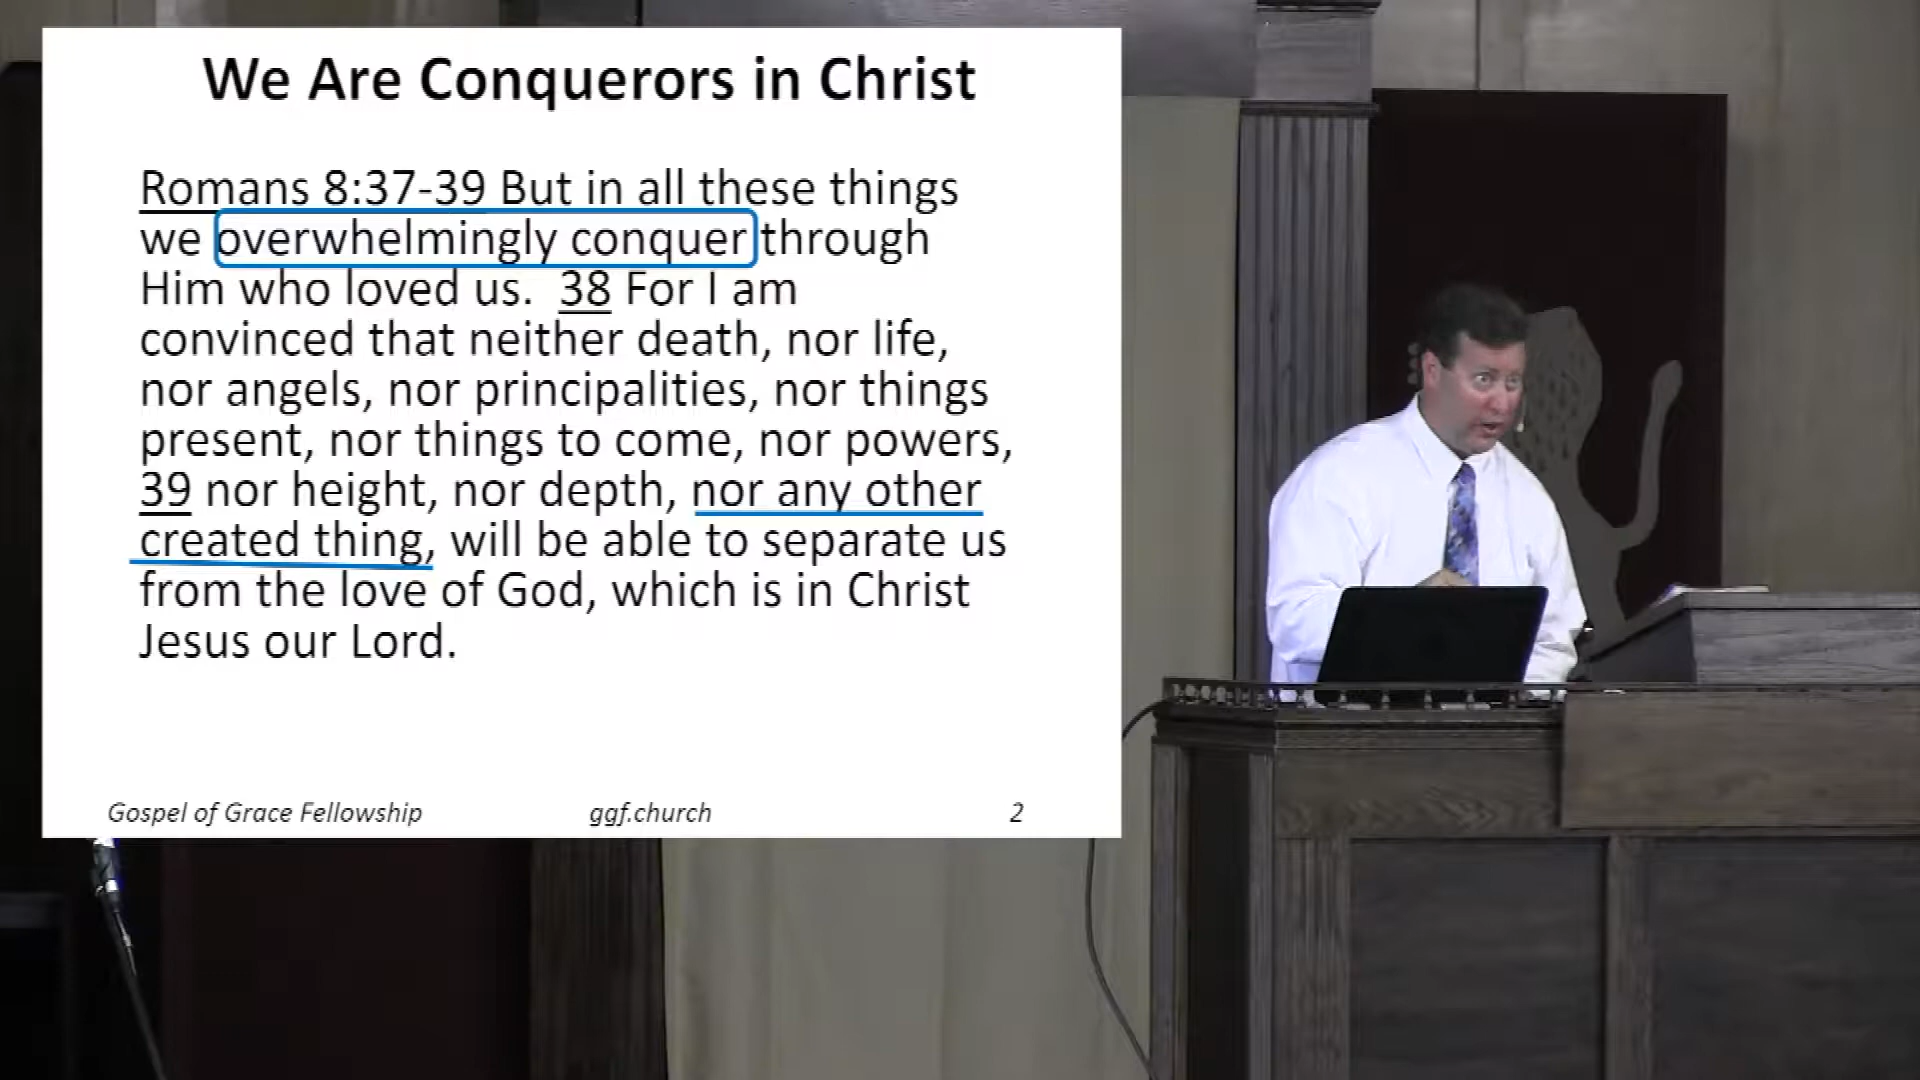 We Are Conquerors in Christ
Romans 8:37-39 But in all these things
we overwhelmingly conquer through
Him who loved us. 38 For I am
convinced that neither death, nor life,
nor angels, nor principalities, nor things
present, nor things to come, nor powers,
39 nor height, nor depth, nor any other
created thing, will be able to separate us
from the love of God, which is in Christ
Jesus our Lord.
Gospel of Grace Fellowship ggf.church 2